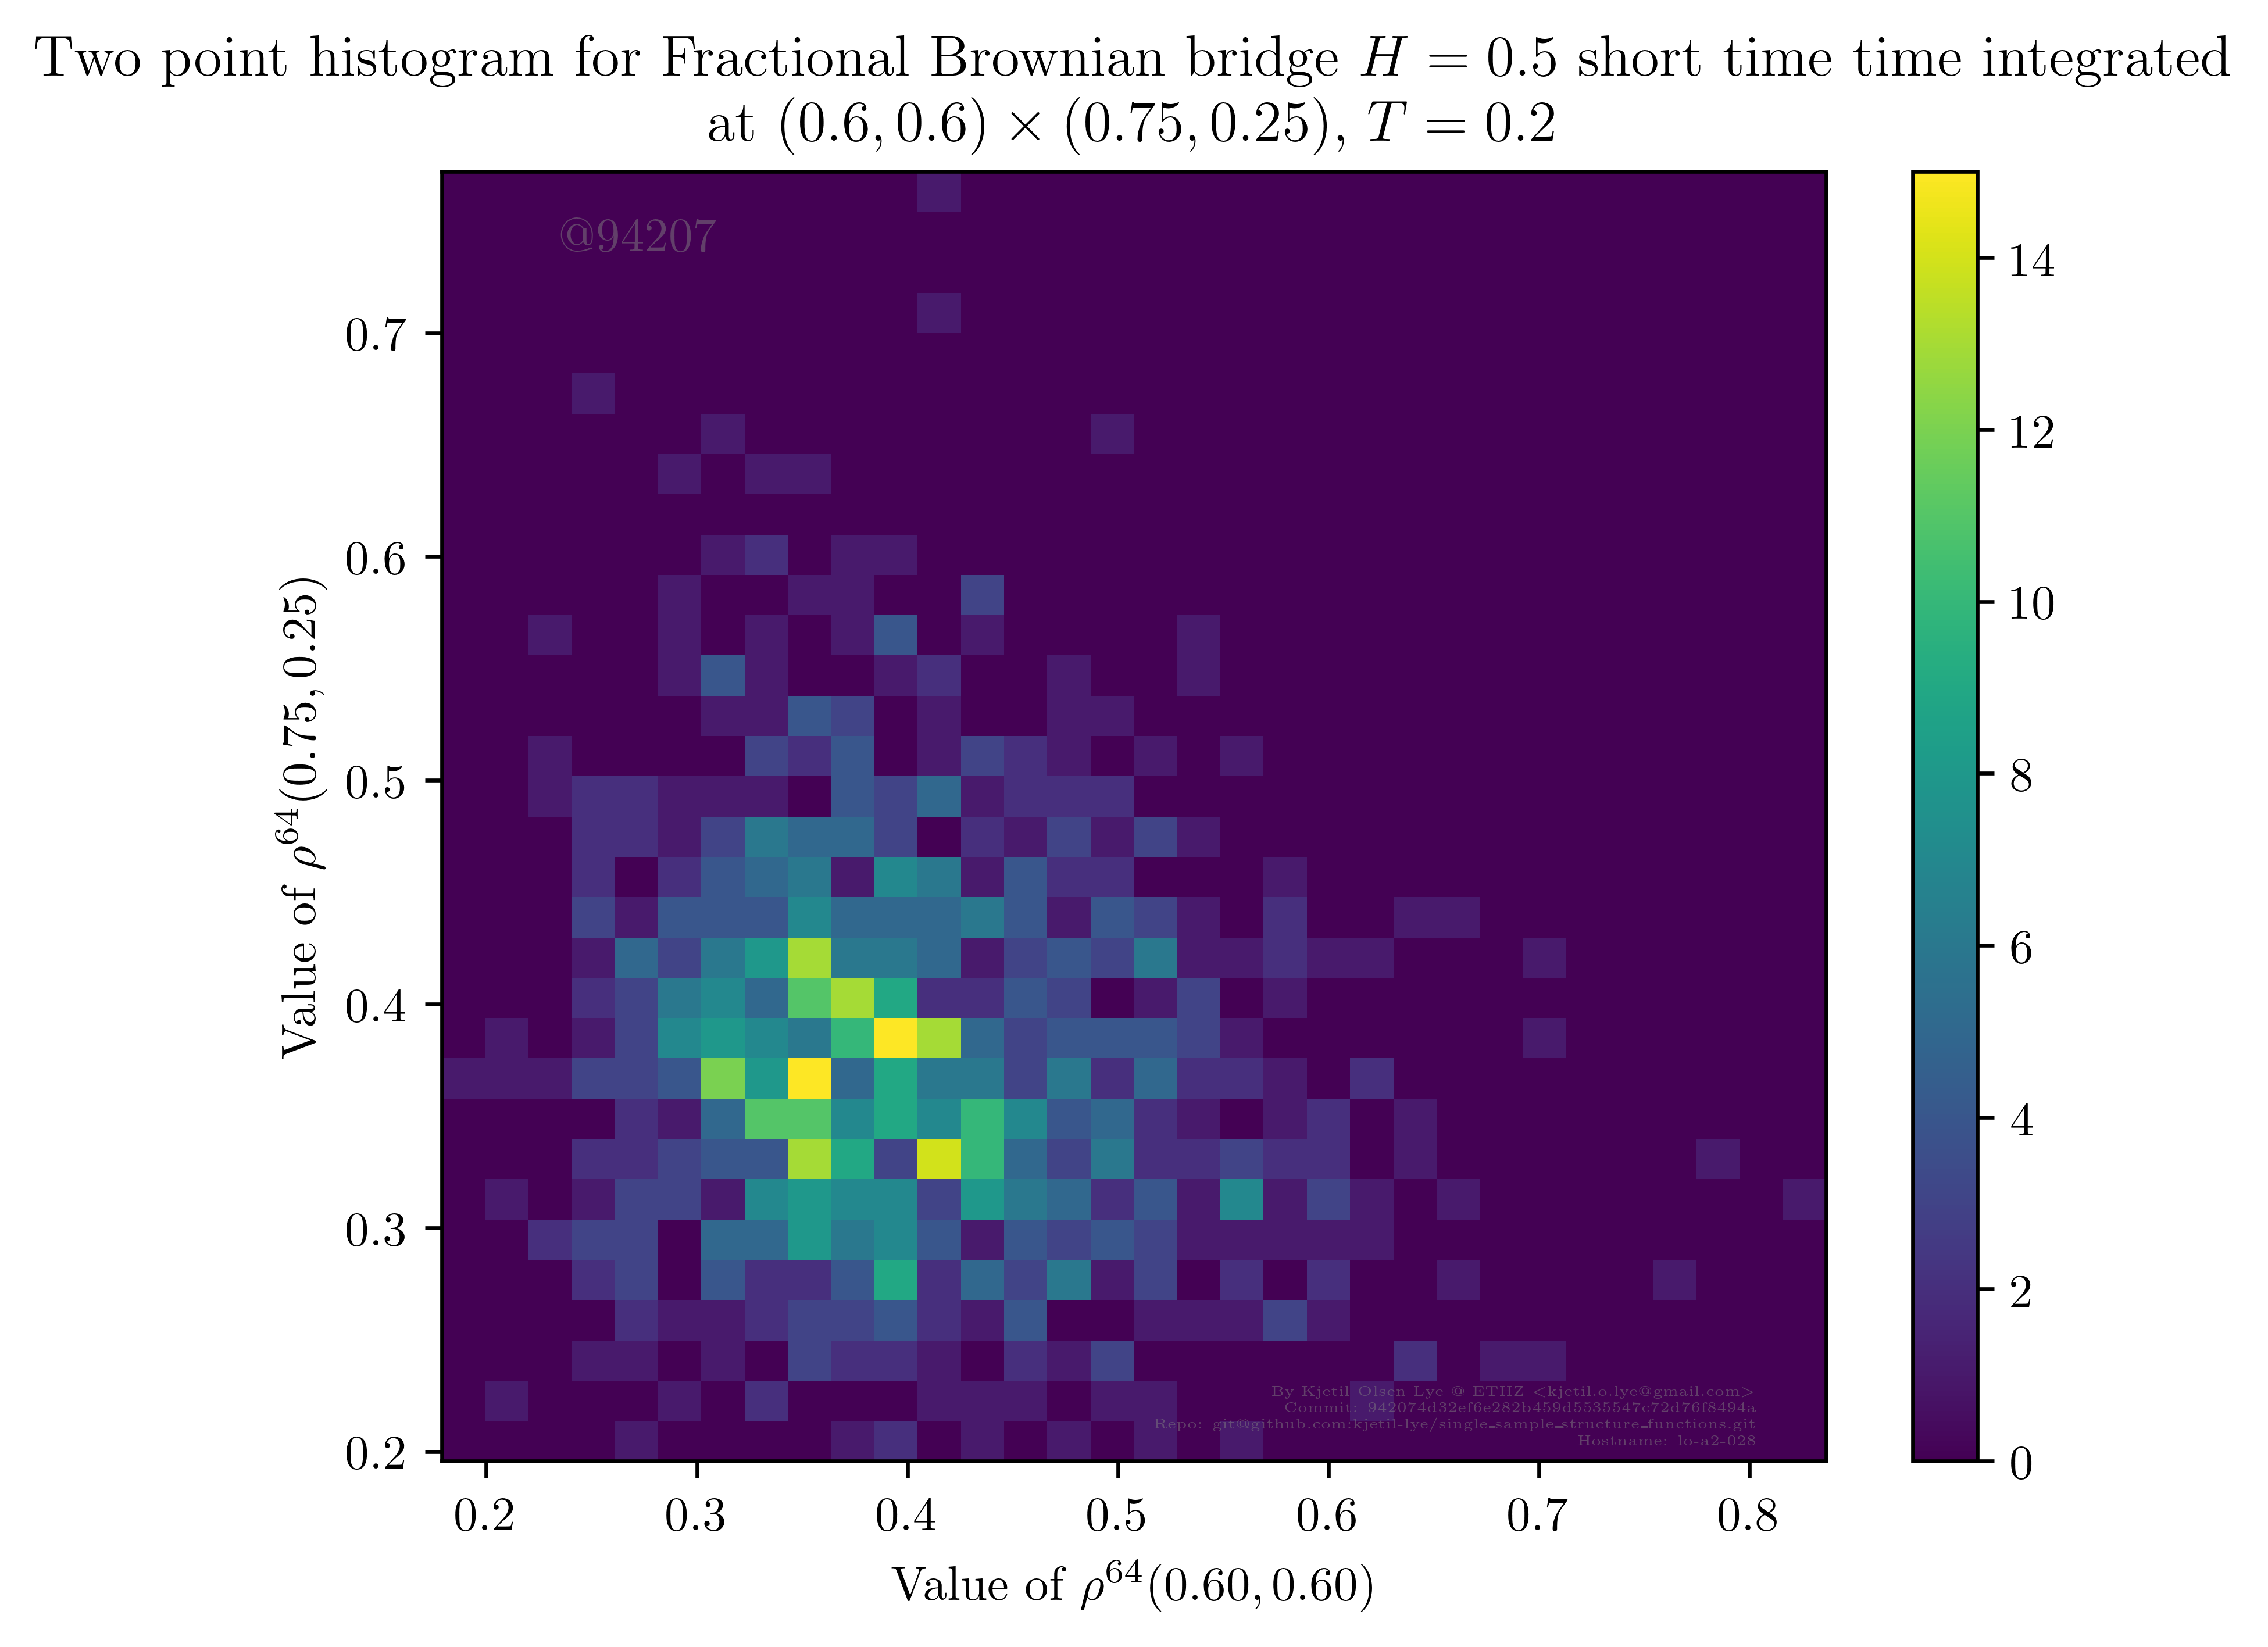 Two point histogram for Fractional Brownian bridge H = 0.5 short time time integrated
at (0.6, 0.6) × (0.75, 0.25), T = 0.2
@94207
Value of ρ^64(0.75, 0.25)
0.7
0.6
0.5
0.4
0.3
0.2
0.2 0.3 0.4 0.5 0.6 0.7 0.8
Value of ρ^64(0.60, 0.60)
14
12
10
8
6
4
2
0
By Kjetil Olsen Lye @ ETHZ <kjetil.o.lye@gmail.com>
Commit: 942074d32ef6e282b459d5535547c72d76f8494a
Repo: git@github.com:kjetil-lye/single_sample_structure_functions.git
Hostname: lo-a2-028